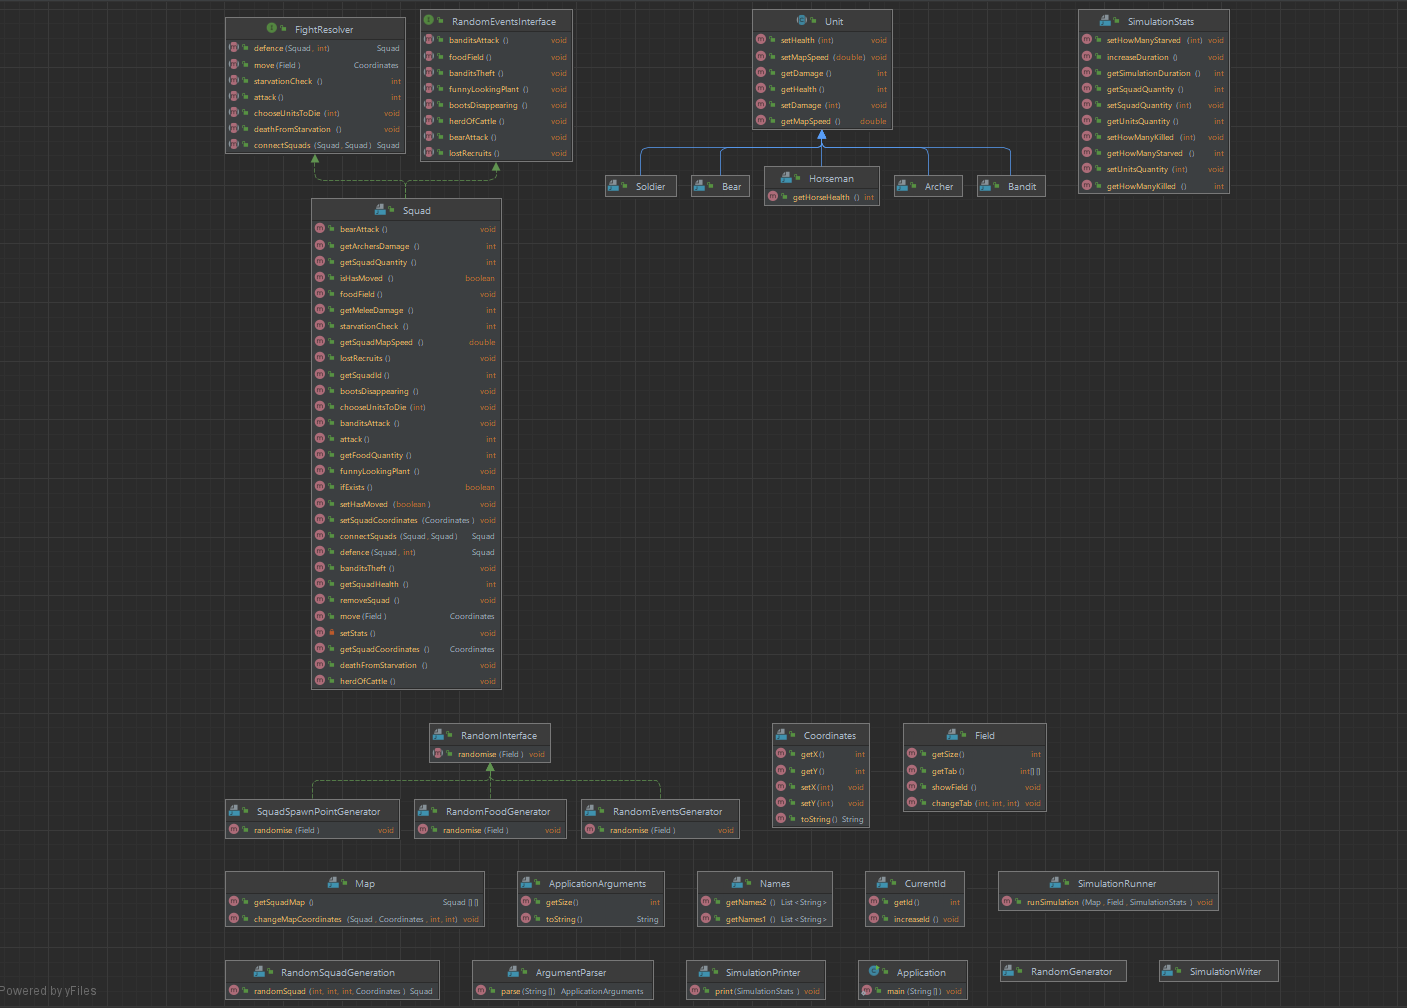 FightResolver
defence (Squad, int) Squad
move (Field) Coordinates
starvationCheck () int
attack () int
chooseUnitsToDie (int) void
deathFromStarvation () void
connectSquads (Squad, Squad) Squad
RandomEventsInterface
banditsAttack () void
foodField () void
banditsTheft () void
funnyLookingPlant () void
bootsDisappearing () void
herdOfCattle () void
bearAttack () void
lostRecruits () void
Unit
setHealth (int) void
setMapSpeed (double) void
getDamage () int
getHealth () int
setDamage (int) void
getMapSpeed () double
SimulationStats
setHowManyStarved (int) void
increaseDuration () void
getSimulationDuration () int
getSquadQuantity () int
setSquadQuantity (int) void
getUnitsQuantity () int
setHowManyKilled (int) void
getHowManyStarved () int
setUnitsQuantity (int) void
getHowManyKilled () int
Soldier
Bear
Horseman
getHorseHealth () int
Archer
Bandit
Squad
bearAttack () void
getArchersDamage () int
getSquadQuantity () int
isHasMoved () boolean
foodField () void
getMeleeDamage () int
starvationCheck () int
getSquadMapSpeed () double
lostRecruits () void
getSquadId () int
bootsDisappearing () void
chooseUnitsToDie (int) void
banditsAttack () void
attack () int
getFoodQuantity () int
funnyLookingPlant () void
ifExists () boolean
setHasMoved (boolean) void
setSquadCoordinates (Coordinates) void
connectSquads (Squad, Squad) Squad
defence (Squad, int) Squad
banditsTheft () void
getSquadHealth () int
removeSquad () void
move (Field) Coordinates
setStats () void
getSquadCoordinates () Coordinates
deathFromStarvation () void
herdOfCattle () void
RandomInterface
randomise (Field) void
SquadSpawnPointGenerator
randomise (Field) void
RandomFoodGenerator
randomise (Field) void
RandomEventsGenerator
randomise (Field) void
Coordinates
getX () int
getY () int
setX (int) void
setY (int) void
toString () String
Field
getSize () int
getTab () int[][]
showField () void
changeTab (int, int, int) void
Map
getSquadMap () Squad [][]
changeMapCoordinates (Squad, Coordinates, int, int) void
ApplicationArguments
getSize () int
toString () String
Names
getNames2 () List<String>
getNames1 () List<String>
CurrentId
getId () int
increaseId () void
SimulationRunner
runSimulation (Map, Field, SimulationStats) void
RandomSquadGeneration
randomSquad (int, int, int, Coordinates) Squad
ArgumentParser
parse (String[]) ApplicationArguments
SimulationPrinter
print (SimulationStats) void
Application
main (String[]) void
RandomGenerator
SimulationWriter
Powered by yFiles